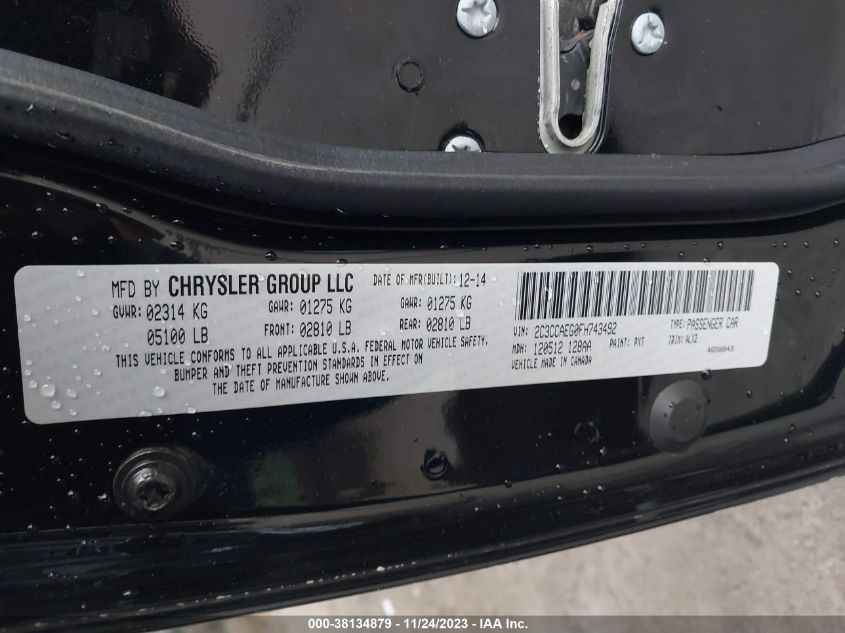 MFD BY CHRYSLER GROUP LLC
DATE OF MFR(BUILT): 12-14
GVWR: 02314 KG
GAWR: 01275 KG
GAWR: 01275 KG
05100 LB
FRONT: 02810 LB
REAR: 02810 LB
THIS VEHICLE CONFORMS TO ALL APPLICABLE U.S.A. FEDERAL MOTOR VEHICLE SAFETY,
BUMPER AND THEFT PREVENTION STANDARDS IN EFFECT ON
THE DATE OF MANUFACTURE SHOWN ABOVE.
VIN: 2C3CCAEG0FH743492
TYPE: PASSENGER CAR
MDH: 120512 128AA
PAINT: PXT
TRIM: ALX2
VEHICLE MADE IN CANADA
4658043
000-38134879 - 11/24/2023 - IAA Inc.